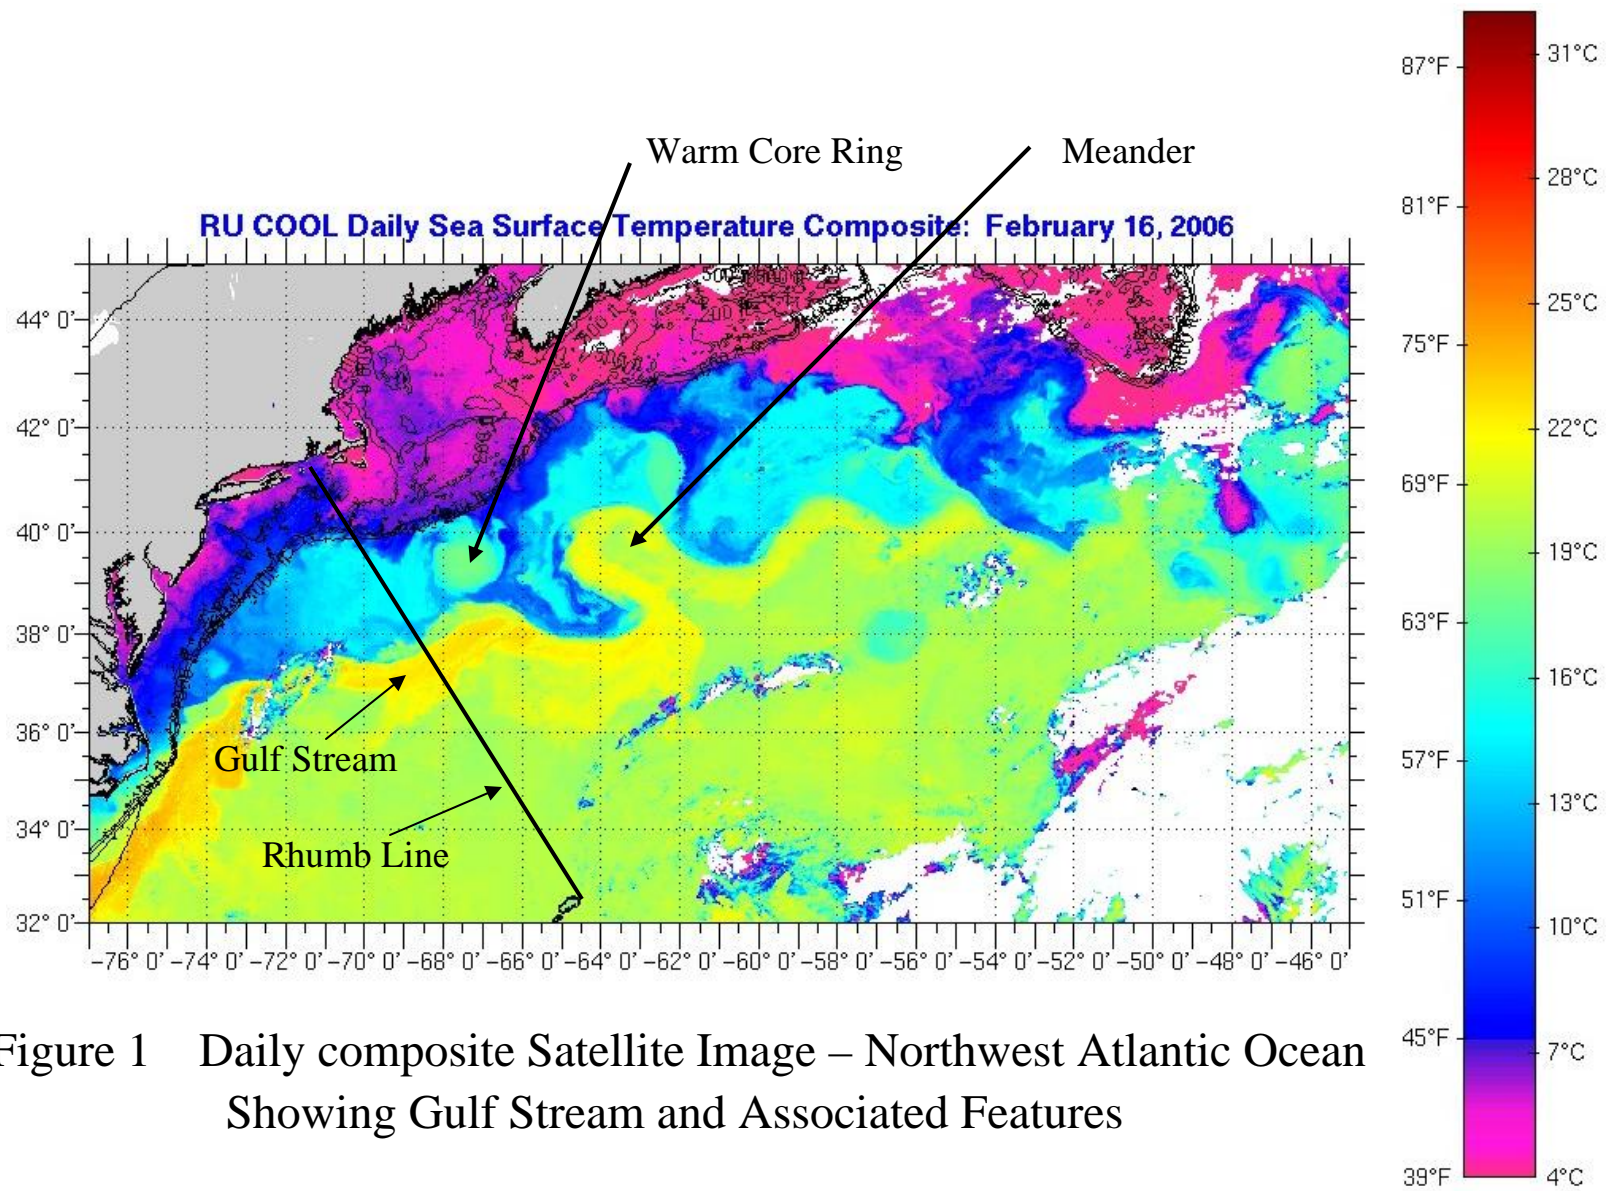 87°F
31°C
Warm Core Ring
Meander
28°C
81°F
RU COOL Daily Sea Surface Temperature Composite: February 16, 2006
25°C
44° 0'
75°F
22°C
42° 0'
69°F
40° 0'
19°C
63°F
38° 0'
16°C
36° 0'
Gulf Stream
57°F
13°C
34° 0'
Rhumb Line
51°F
32° 0'
10°C
-76° 0' -74° 0' -72° 0' -70° 0' -68° 0' -66° 0' -64° 0' -62° 0' -60° 0' -58° 0' -56° 0' -54° 0' -52° 0' -50° 0' -48° 0' -46° 0'
Figure 1 Daily composite Satellite Image – Northwest Atlantic Ocean
45°F
7°C
Showing Gulf Stream and Associated Features
39°F
4°C